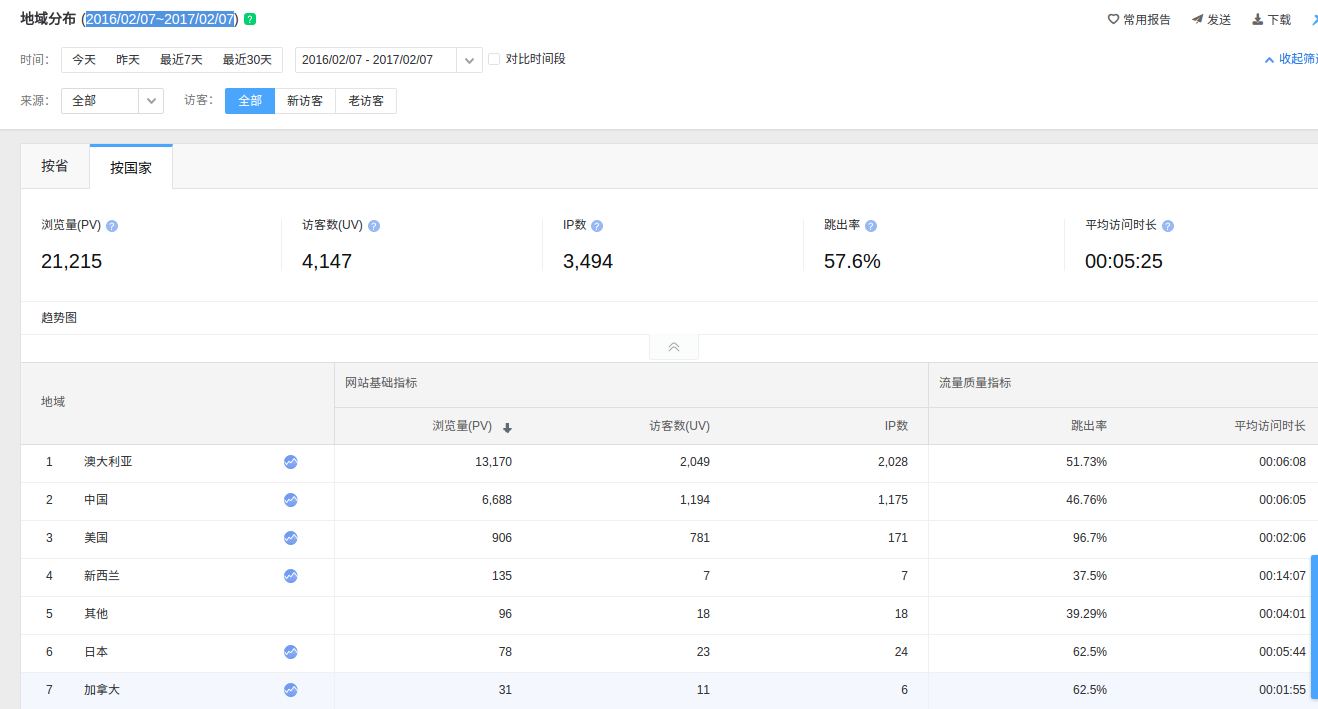 地域分布 (2016/02/07~2017/02/07) ?
常用报告 发送 下载
时间： 今天 昨天 最近7天 最近30天 2016/02/07 - 2017/02/07 对比时间段
收起筛
来源： 全部 访客： 全部 新访客 老访客
按省 按国家
浏览量(PV) ? 访客数(UV) ? IP数 ? 跳出率 ? 平均访问时长 ?
21,215 4,147 3,494 57.6% 00:05:25
趋势图
地域 网站基础指标 流量质量指标
浏览量(PV) 访客数(UV) IP数 跳出率 平均访问时长
1 澳大利亚 13,170 2,049 2,028 51.73% 00:06:08
2 中国 6,688 1,194 1,175 46.76% 00:06:05
3 美国 906 781 171 96.7% 00:02:06
4 新西兰 135 7 7 37.5% 00:14:07
5 其他 96 18 18 39.29% 00:04:01
6 日本 78 23 24 62.5% 00:05:44
7 加拿大 31 11 6 62.5% 00:01:55